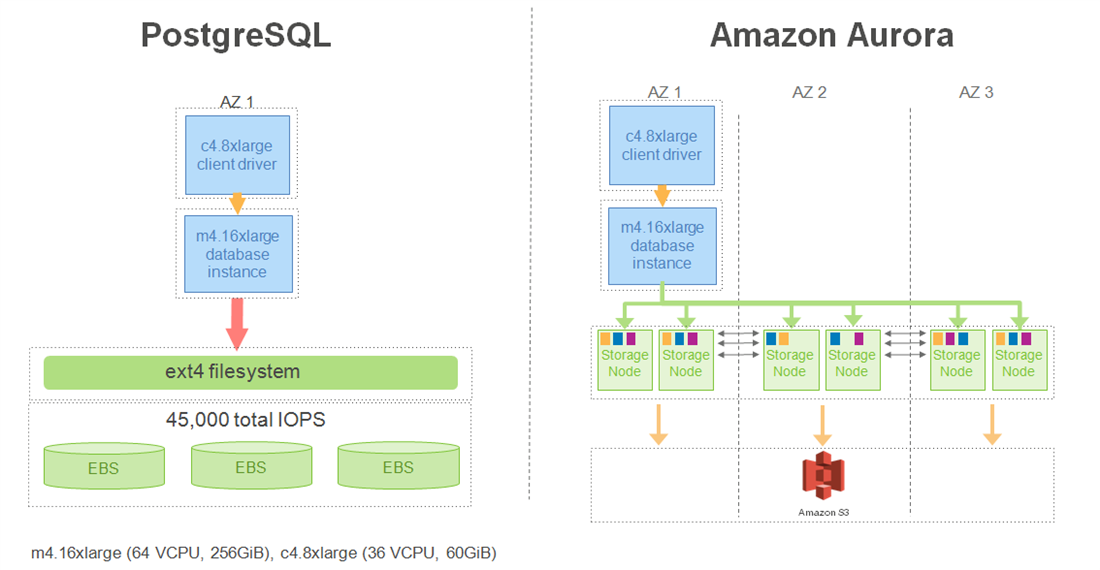 PostgreSQL
AZ 1
c4.8xlarge
client driver
m4.16xlarge
database
instance
ext4 filesystem
45,000 total IOPS
EBS
EBS
EBS
m4.16xlarge (64 VCPU, 256GiB), c4.8xlarge (36 VCPU, 60GiB)
Amazon Aurora
AZ 1
AZ 2
AZ 3
c4.8xlarge
client driver
m4.16xlarge
database
instance
Storage
Node
Storage
Node
Storage
Node
Storage
Node
Storage
Node
Storage
Node
Amazon S3